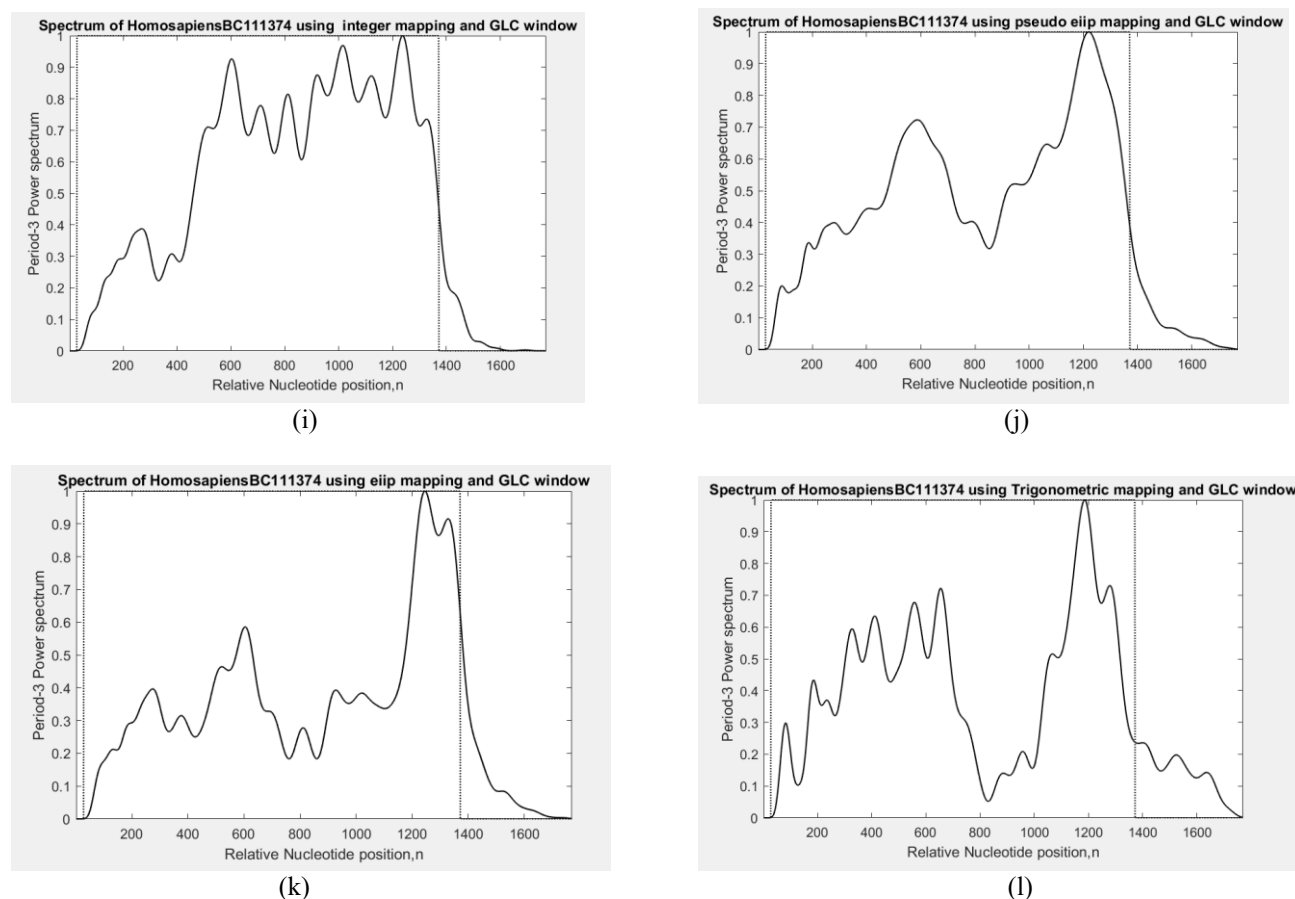 Spectrum of HomosapiensBC111374 using  integer mapping and GLC window
1
0.9
0.8
0.7
0.6
0.5
0.4
0.3
0.2
0.1
0
Period-3 Power spectrum
200 400 600 800 1000 1200 1400 1600
Relative Nucleotide position,n
(i)
Spectrum of HomosapiensBC111374 using pseudo eiip mapping and GLC window
1
0.9
0.8
0.7
0.6
0.5
0.4
0.3
0.2
0.1
0
Period-3 Power spectrum
200 400 600 800 1000 1200 1400 1600
Relative Nucleotide position,n
(j)
Spectrum of HomosapiensBC111374 using eiip mapping and GLC window
1
0.9
0.8
0.7
0.6
0.5
0.4
0.3
0.2
0.1
0
Period-3 Power spectrum
200 400 600 800 1000 1200 1400 1600
Relative Nucleotide position,n
(k)
Spectrum of HomosapiensBC111374 using Trigonometric mapping and GLC window
1
0.9
0.8
0.7
0.6
0.5
0.4
0.3
0.2
0.1
0
Period-3 Power spectrum
200 400 600 800 1000 1200 1400 1600
Relative Nucleotide position,n
(l)